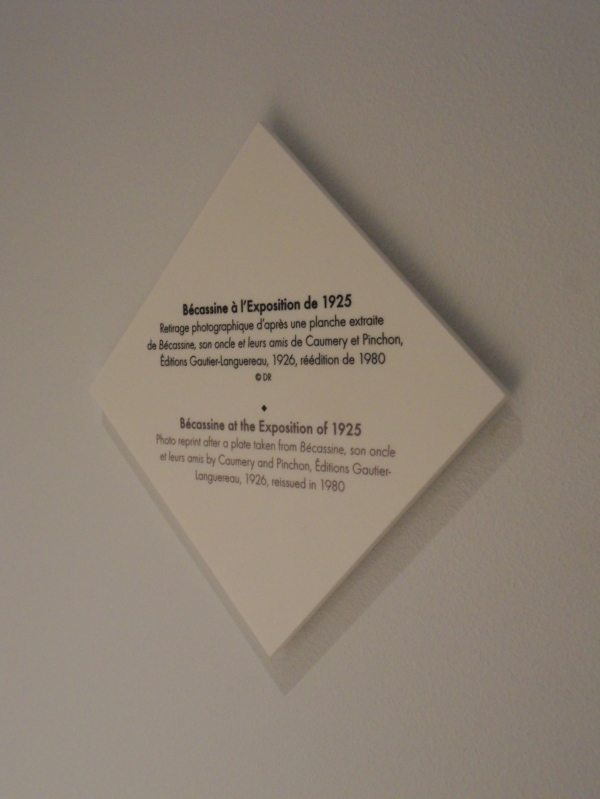 Bécassine à l'Exposition de 1925
Retirage photographique d'après une planche extraite
de Bécassine, son oncle et leurs amis de Caumery et Pinchon,
Éditions Gautier-Languereau, 1926, réédition de 1980
© DR
Bécassine at the Exposition of 1925
Photo reprint after a plate taken from Bécassine, son oncle
et leurs amis by Caumery and Pinchon, Éditions Gautier-
Languereau, 1926, reissued in 1980